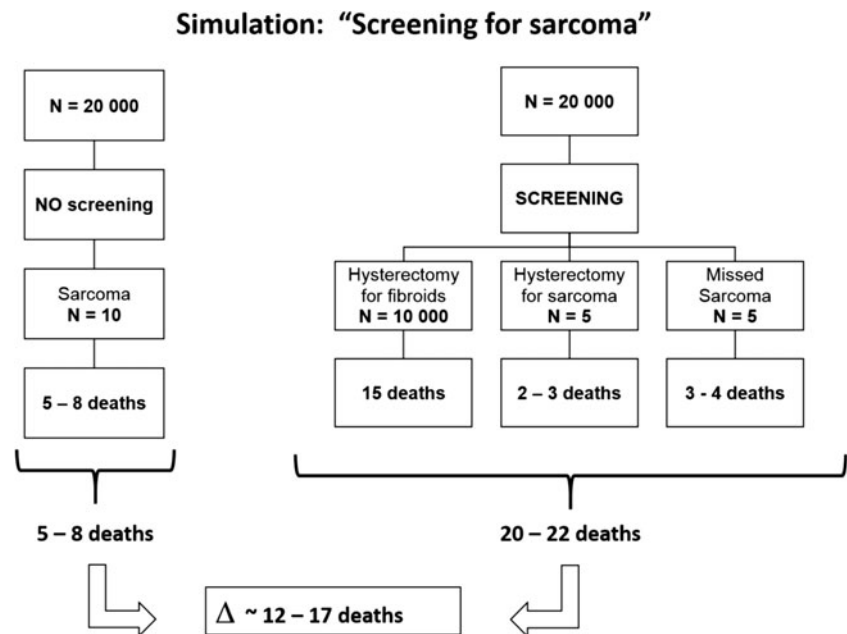 Simulation: “Screening for sarcoma”
N = 20 000
NO screening
Sarcoma
N = 10
5 – 8 deaths
5 – 8 deaths
N = 20 000
SCREENING
Hysterectomy
for fibroids
N = 10 000
15 deaths
Hysterectomy
for sarcoma
N = 5
2 – 3 deaths
Missed
Sarcoma
N = 5
3 - 4 deaths
20 – 22 deaths
Δ ~ 12 – 17 deaths